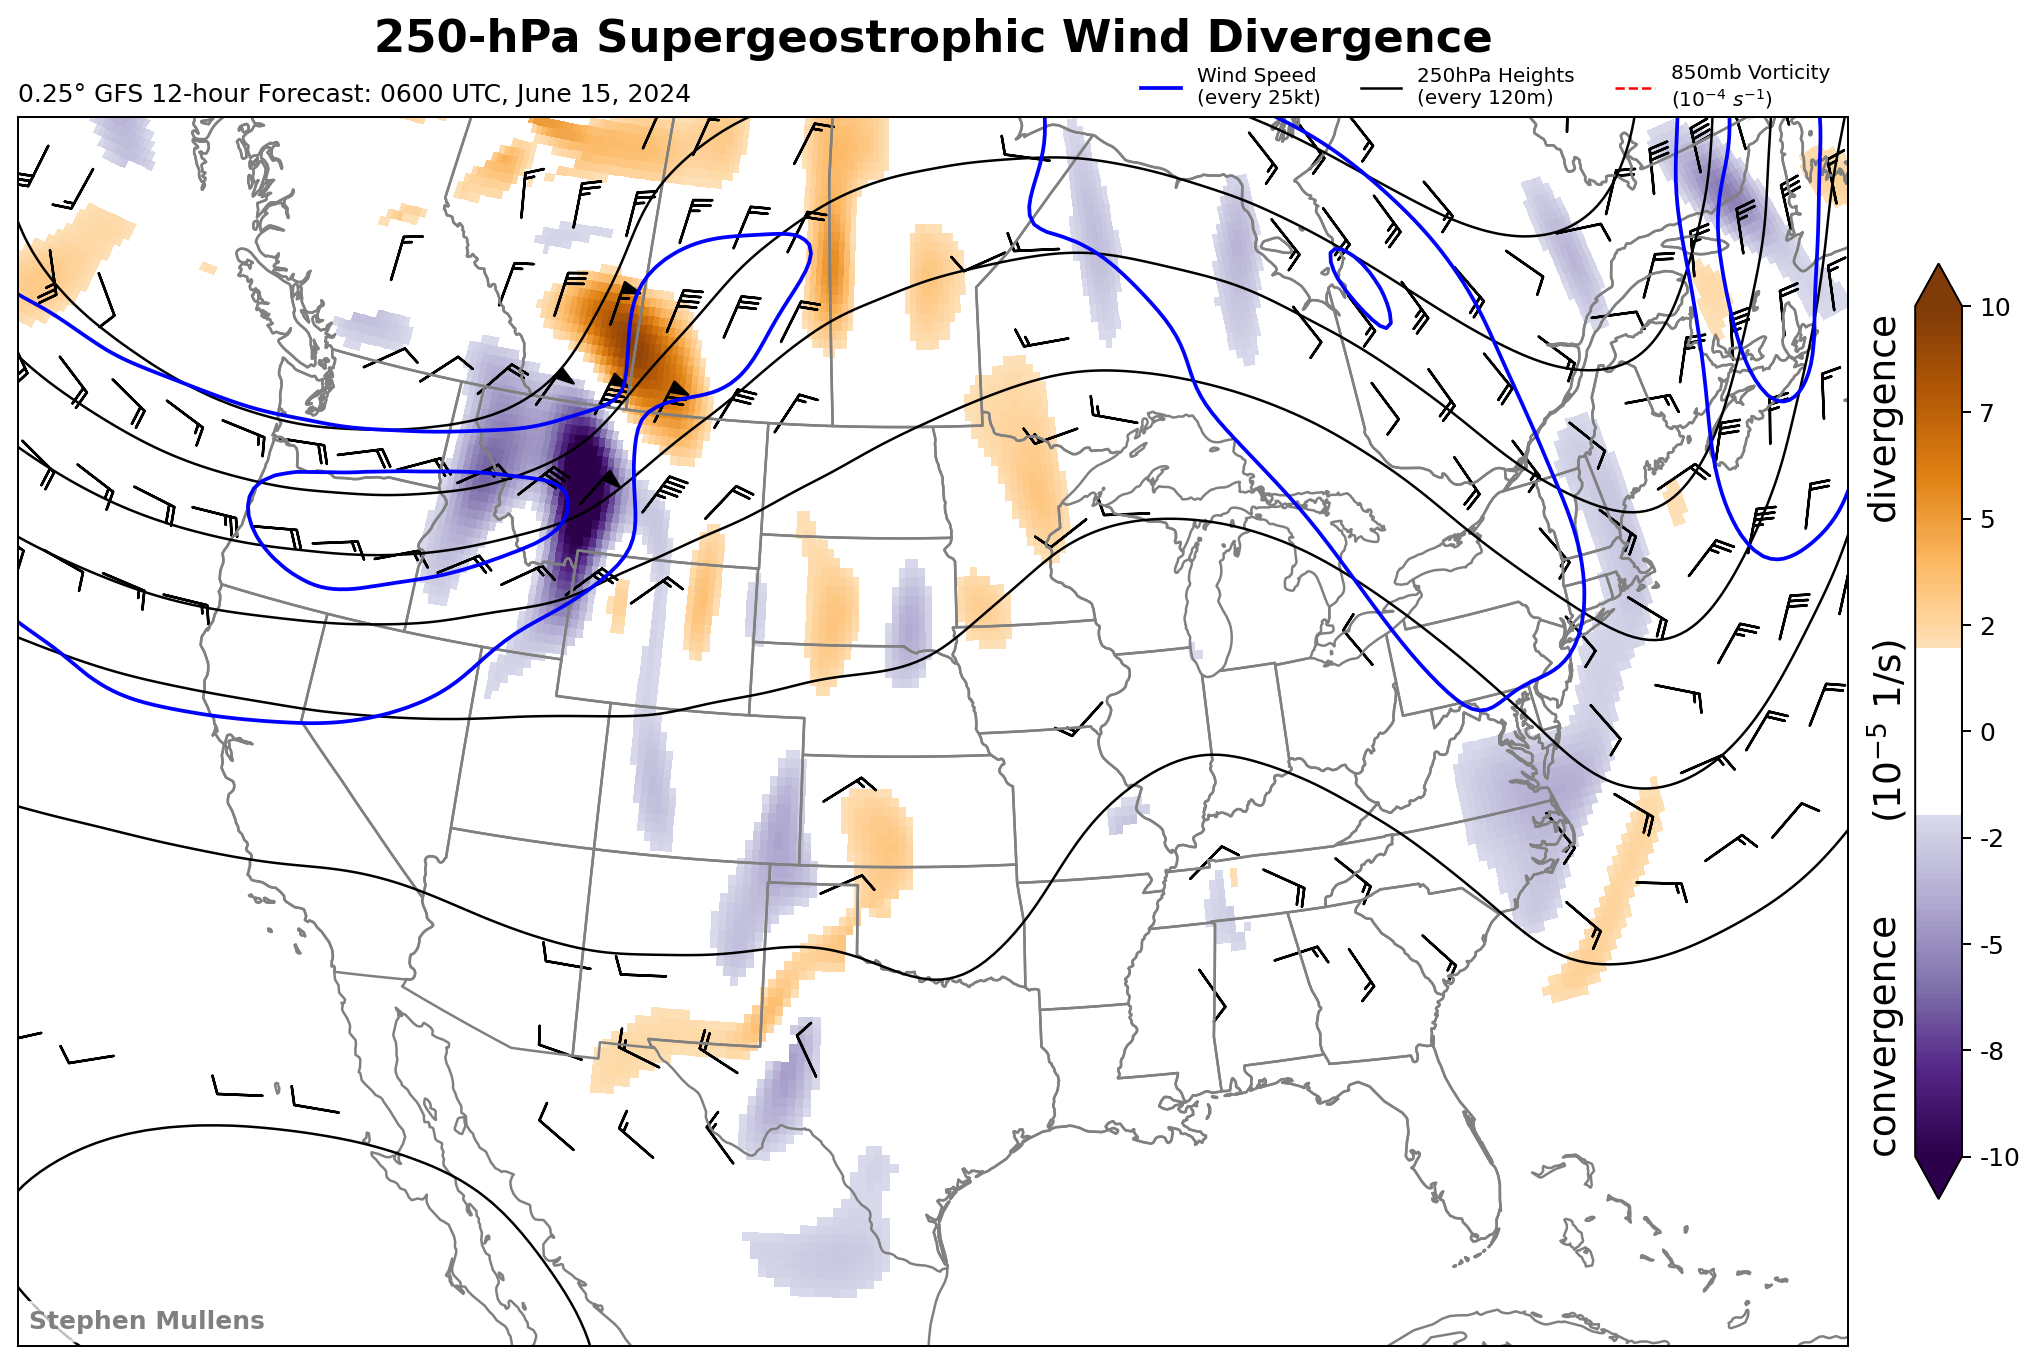 250-hPa Supergeostrophic Wind Divergence
0.25° GFS 12-hour Forecast: 0600 UTC, June 15, 2024
Wind Speed
(every 25kt)
250hPa Heights
(every 120m)
850mb Vorticity
(10⁻⁴ s⁻¹)
10
7
5
2
0
-2
-5
-8
-10
convergence (10⁻⁵ 1/s) divergence
Stephen Mullens